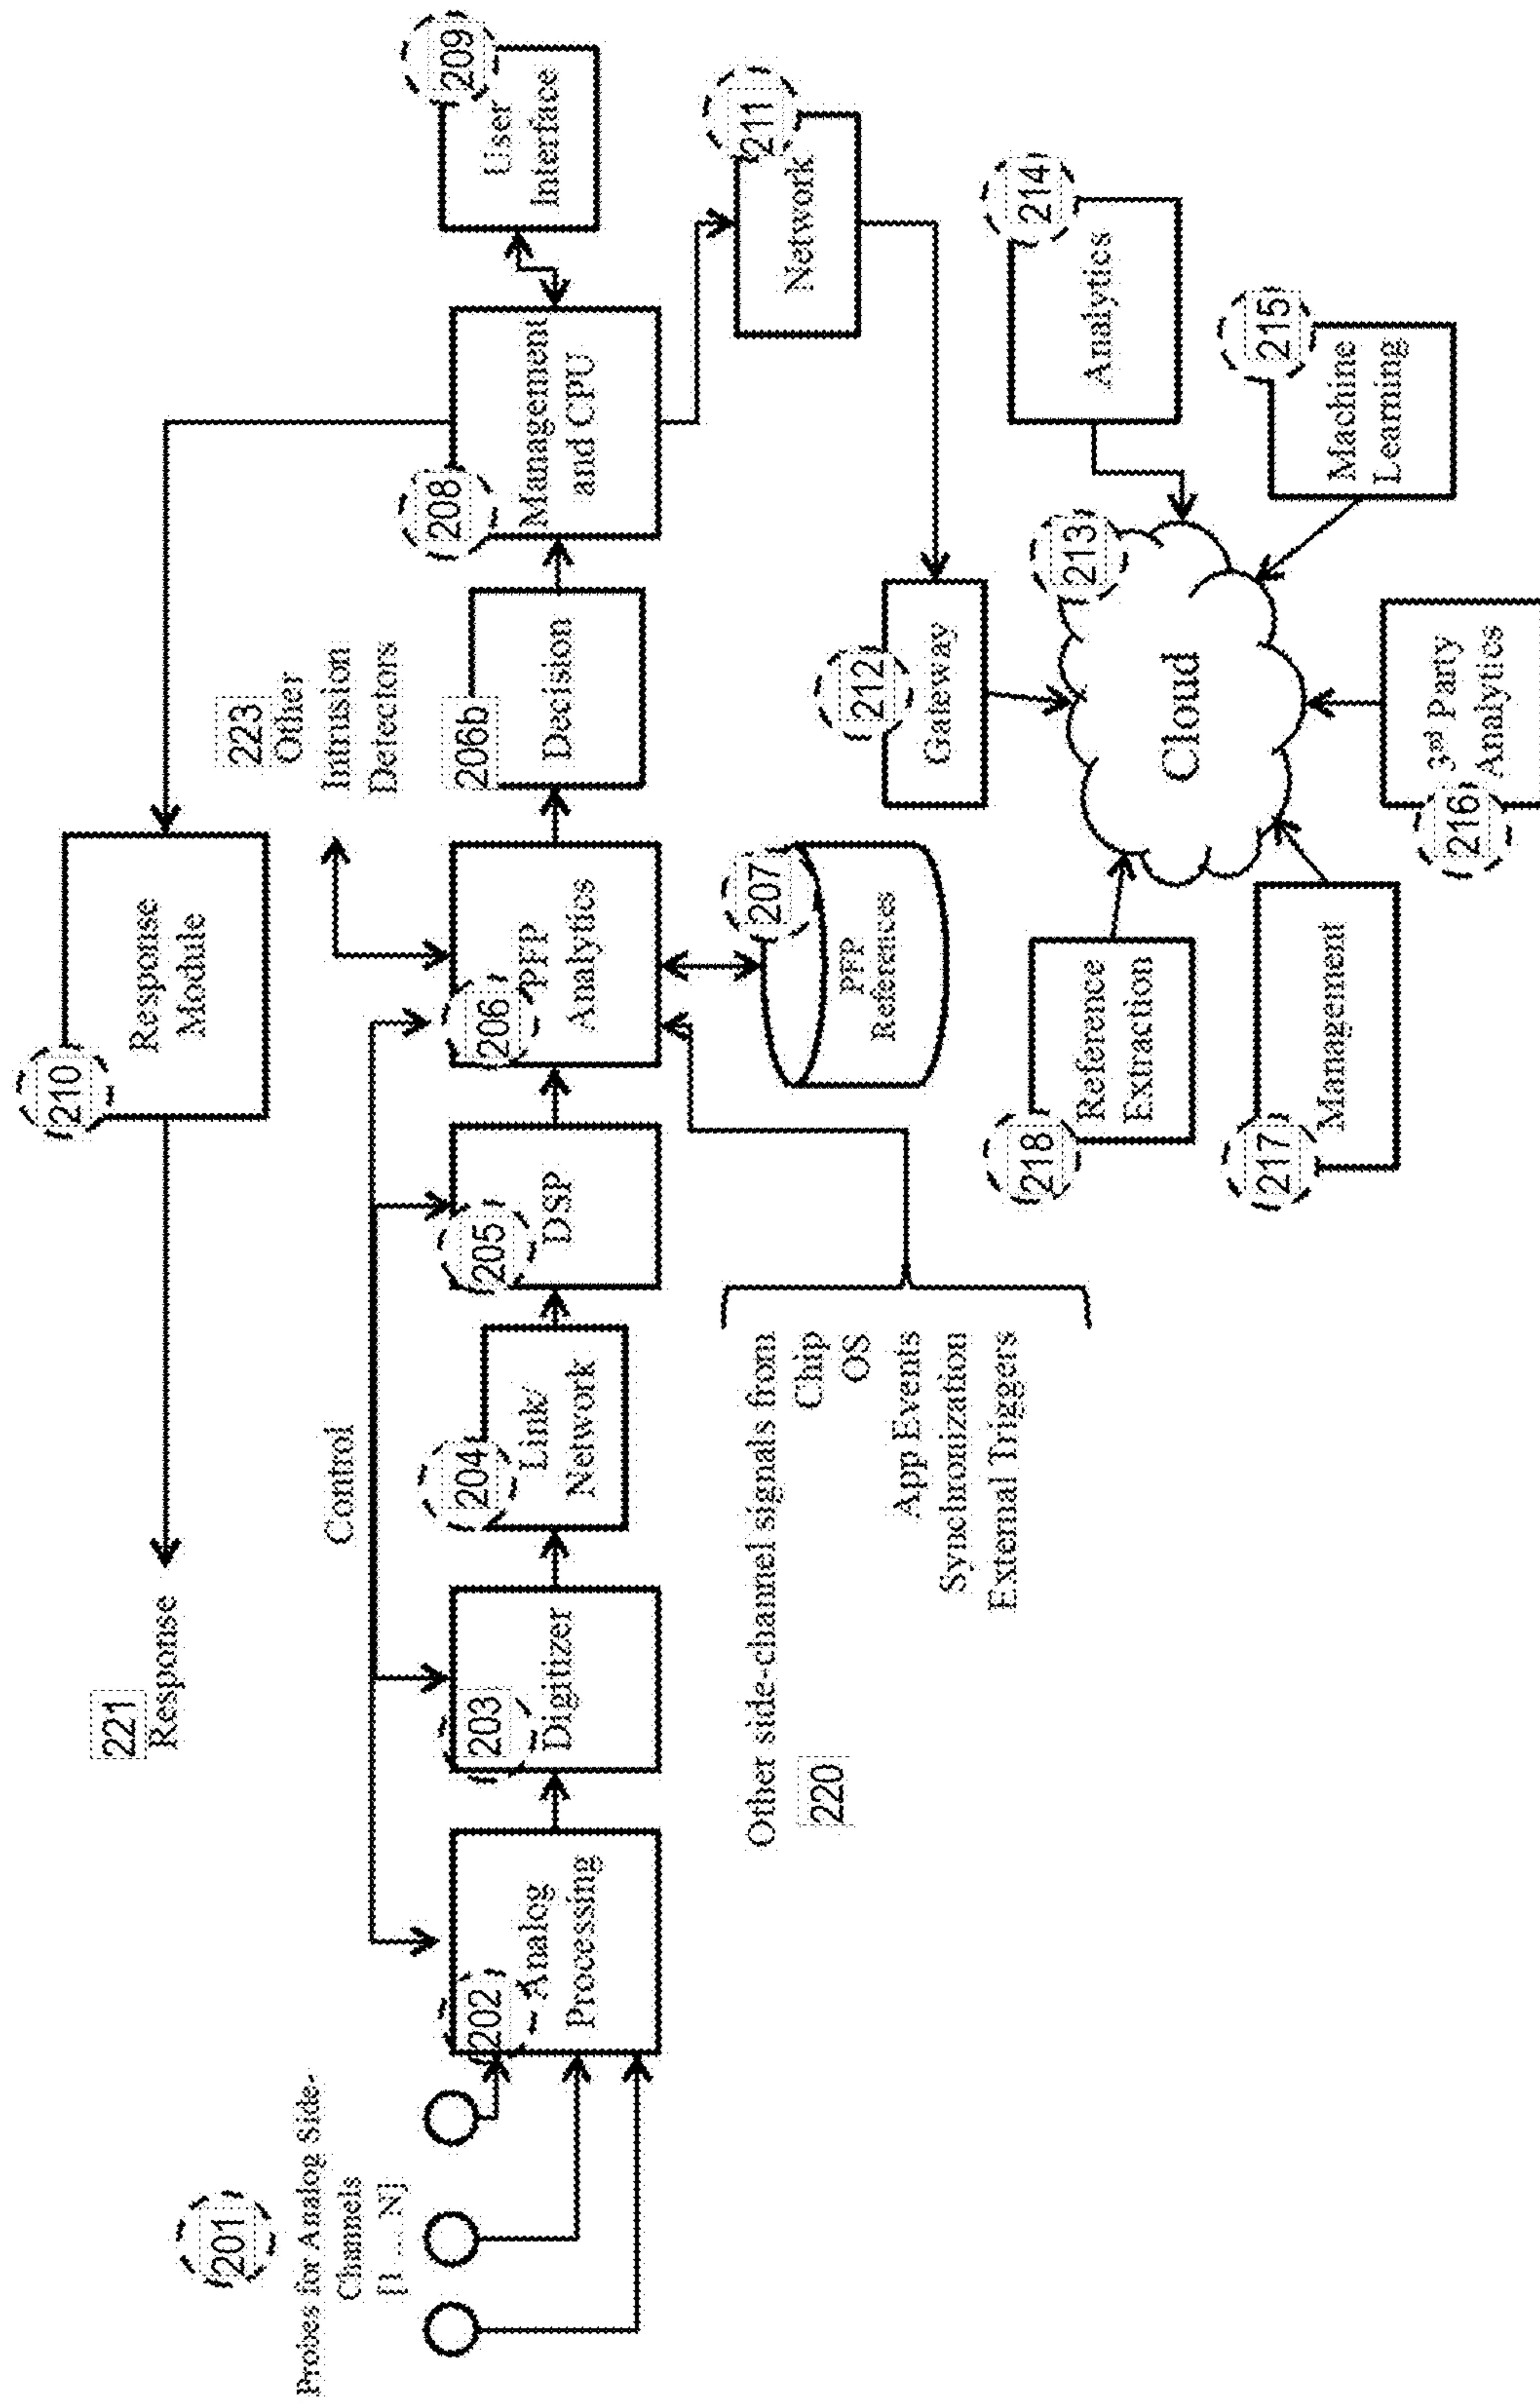 210
Response
Module
221
Response
209
User
Interface
223
Other
Intrusion
Detectors
Control
201
Probes for Analog Side-
Channels
[1 ... N]
202
Analog
Processing
203
Digitizer
204
Link/
Network
205
DSP
206
PFP
Analytics
206b
Decision
208
Management
and CPU
207
PFP
References
211
Network
212
Gateway
220
Other side-channel signals from
Chip
OS
App Events
Synchronization
External Triggers
213
Cloud
214
Analytics
215
Machine
Learning
216
3rd Party
Analytics
217
Management
218
Reference
Extraction